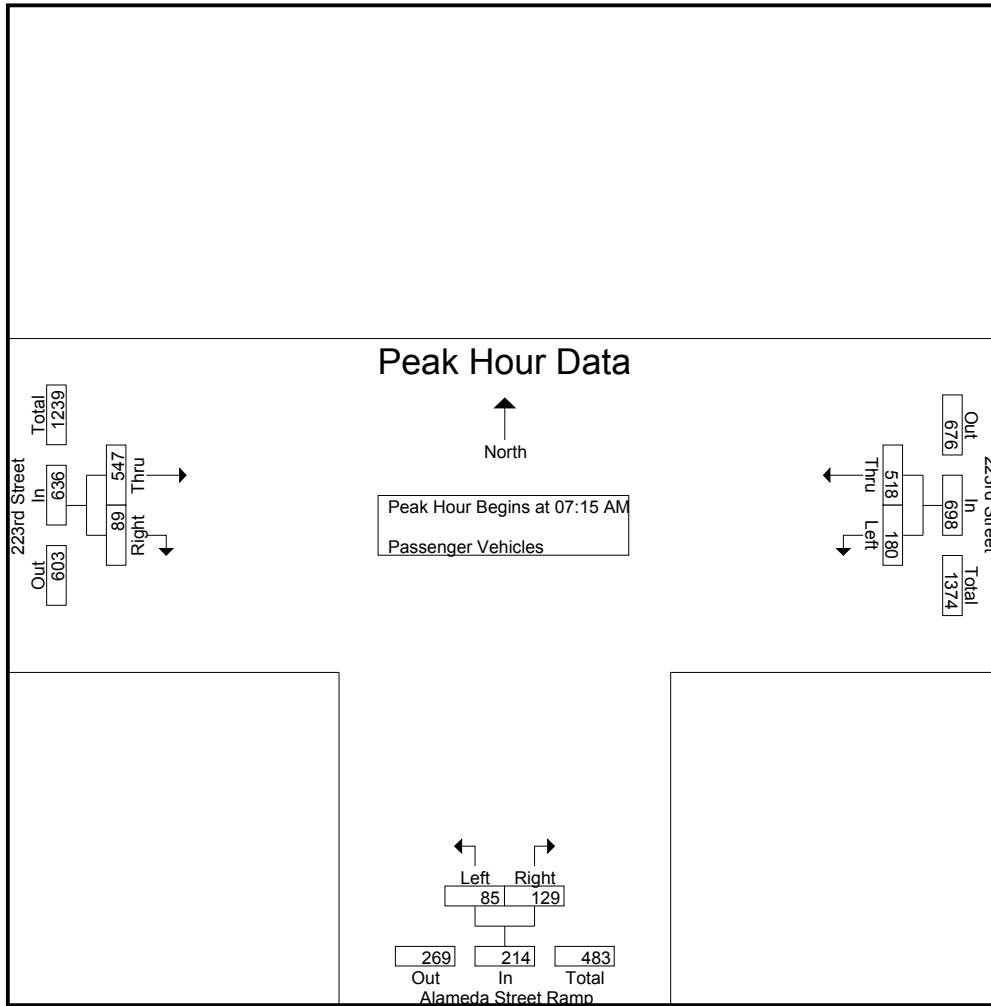 Peak Hour Data
North
Peak Hour Begins at 07:15 AM
Passenger Vehicles
223rd Street
Total
1239
In
636
Out
603
547
Thru
89
Right
223rd Street
Out
676
In
698
Total
1374
518
Thru
180
Left
Left Right
85 129
269 214 483
Out In Total
Alameda Street Ramp